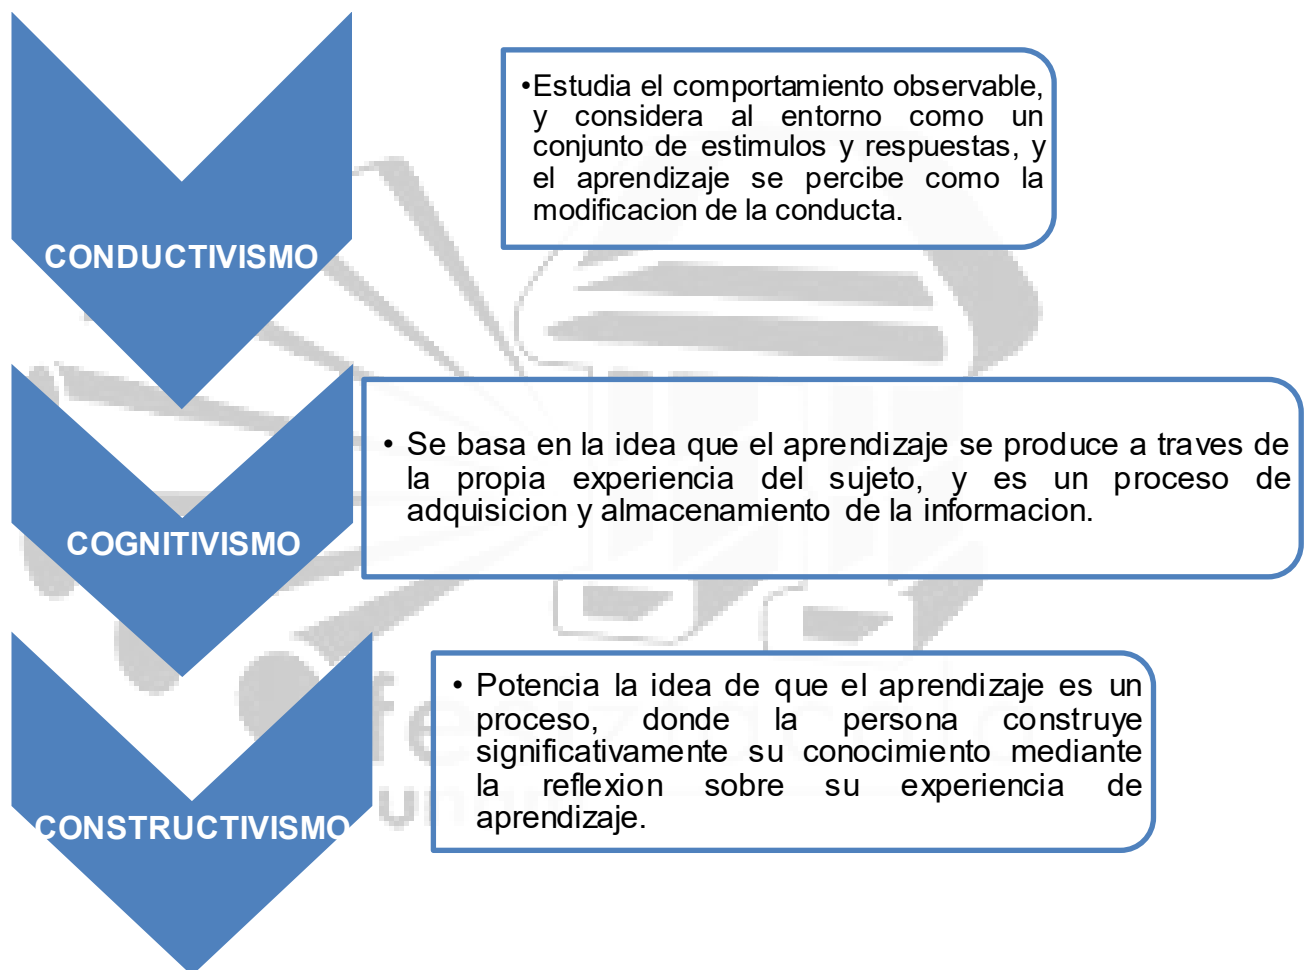 CONDUCTIVISMO
•Estudia el comportamiento observable,
y considera al entorno como un
conjunto de estimulos y respuestas, y
el aprendizaje se percibe como la
modificacion de la conducta.
COGNITIVISMO
• Se basa en la idea que el aprendizaje se produce a traves de
la propia experiencia del sujeto, y es un proceso de
adquisicion y almacenamiento de la informacion.
CONSTRUCTIVISMO
• Potencia la idea de que el aprendizaje es un
proceso, donde la persona construye
significativamente su conocimiento mediante
la reflexion sobre su experiencia de
aprendizaje.